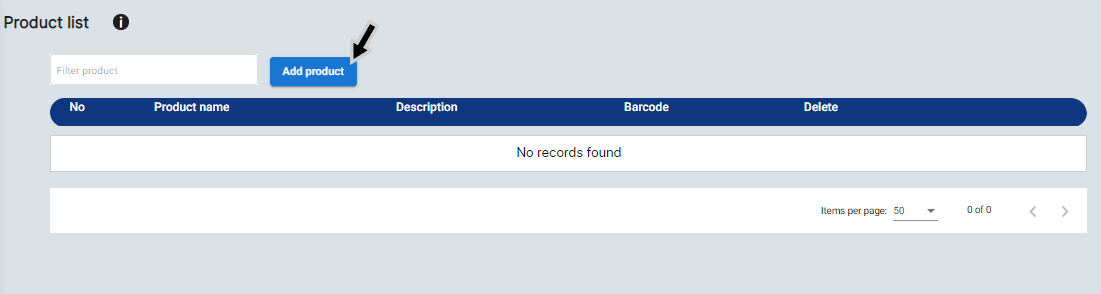 Product list
Filter product
Add product
No Product name Description Barcode Delete
No records found
Items per page: 50 0 of 0